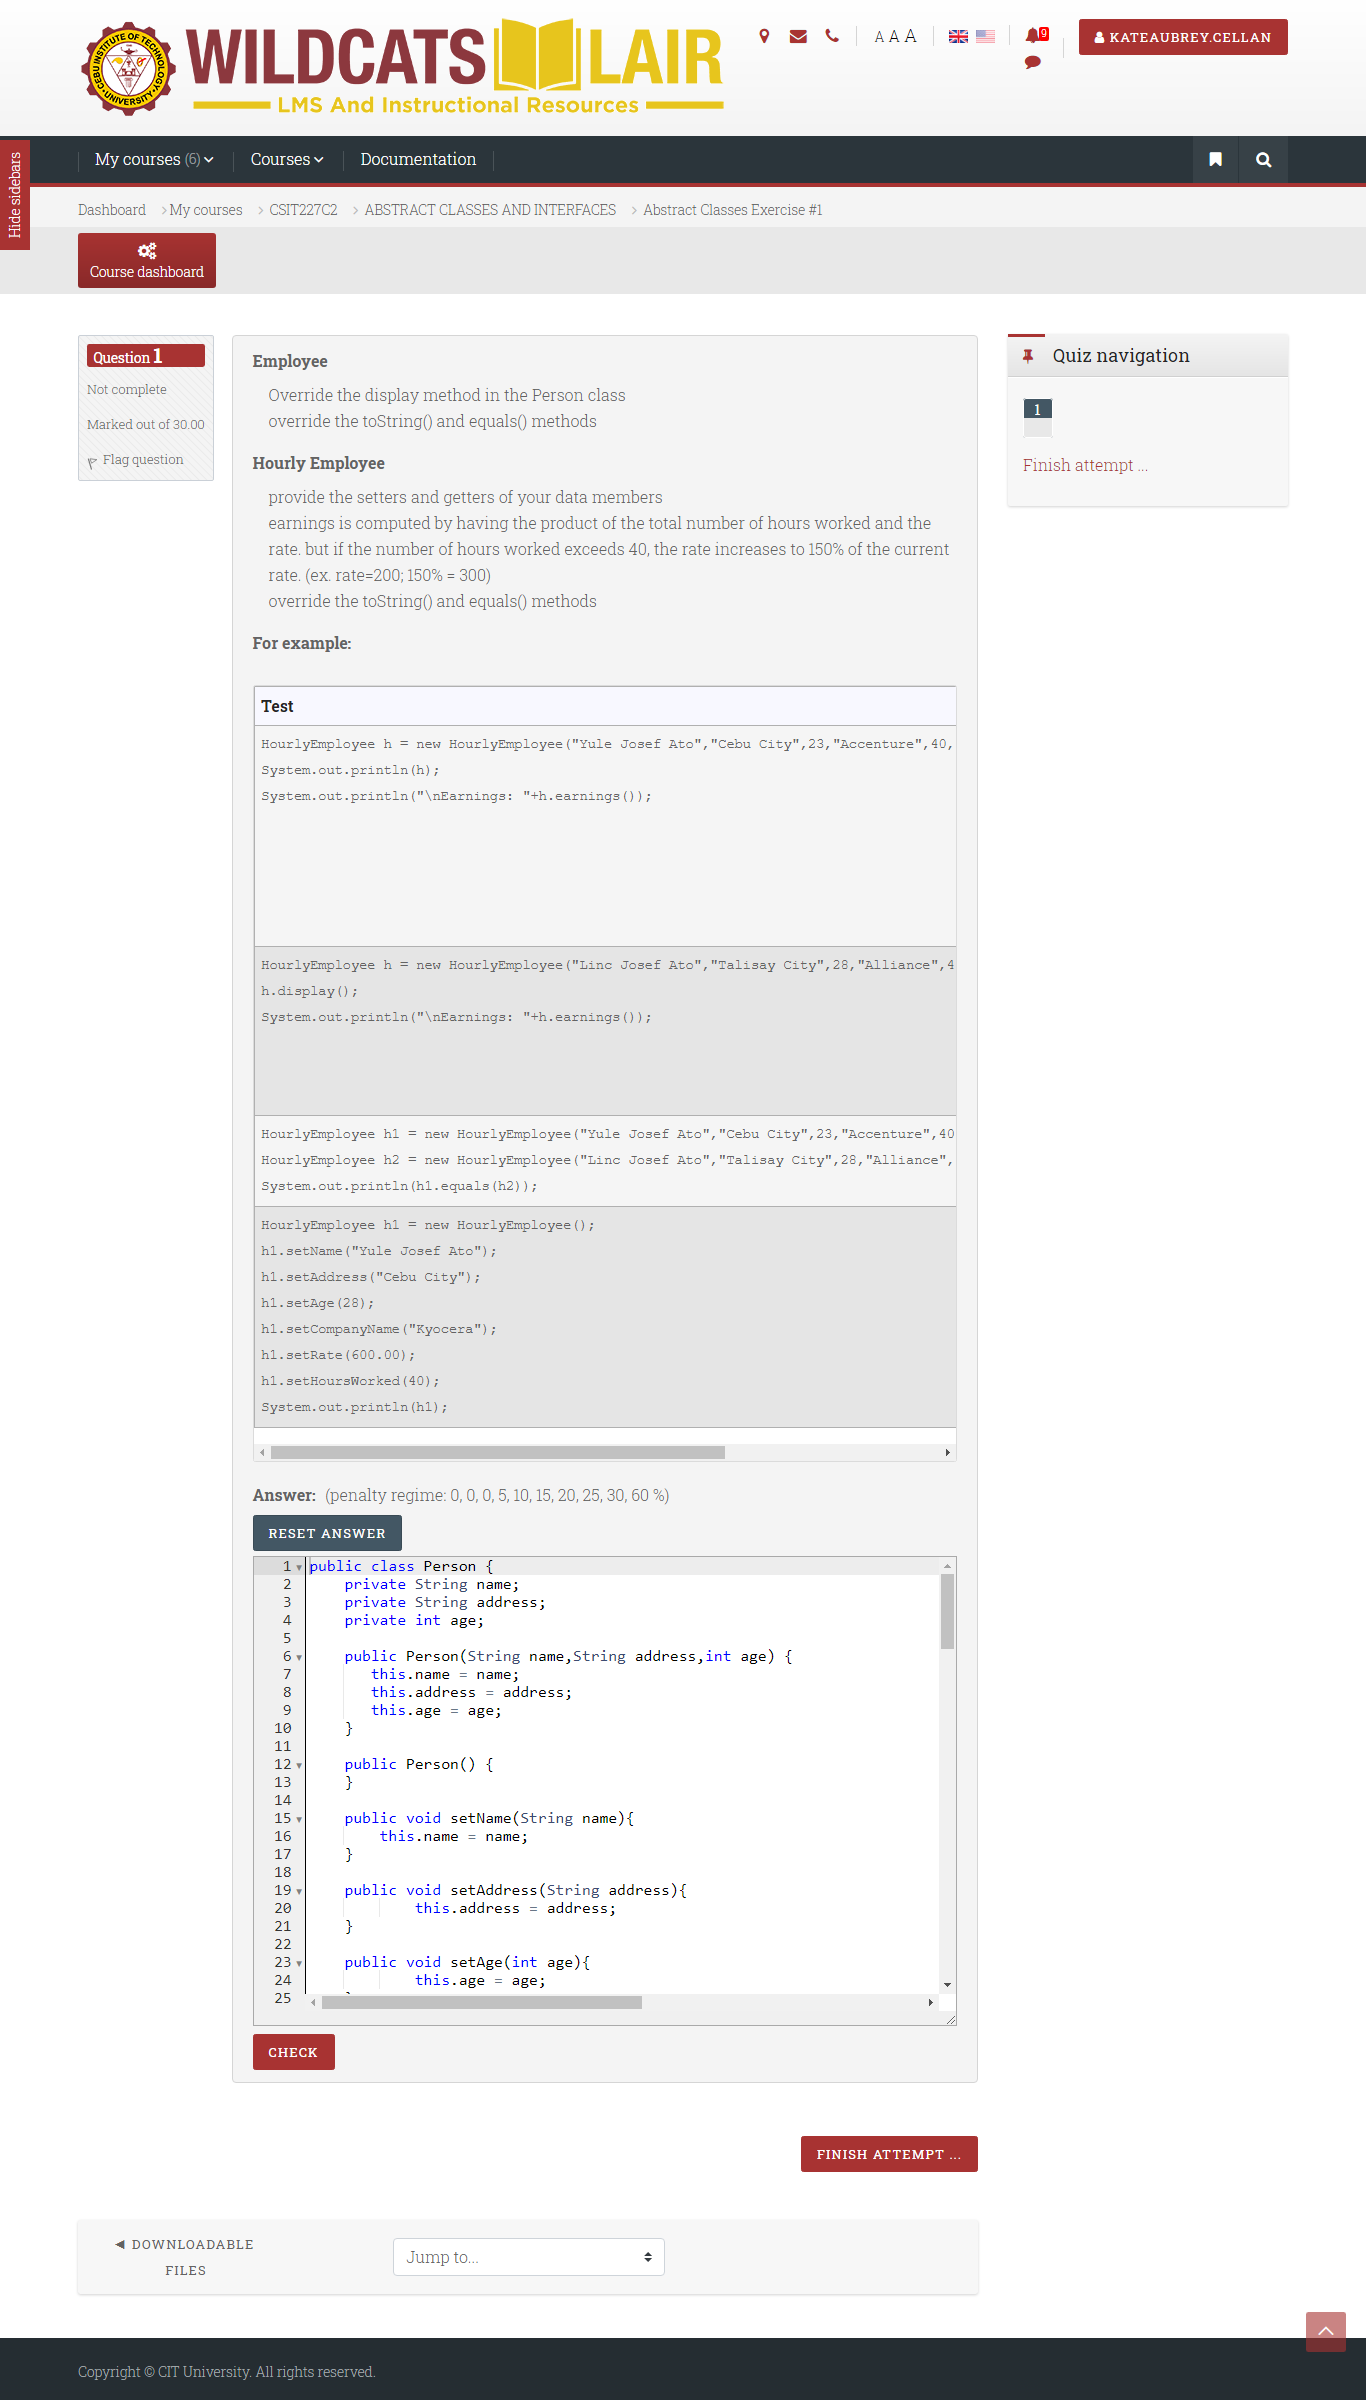 CEBU INSTITUTE OF TECHNOLOGY
UNIVERSITY
WILDCATS LAIR
LMS And Instructional Resources
A A A
9
KATEAUBREY.CELLAN
Hide sidebars
My courses (6)
Courses
Documentation
Dashboard
My courses
CSIT227C2
ABSTRACT CLASSES AND INTERFACES
Abstract Classes Exercise #1
Course dashboard
Question 1
Not complete
Marked out of 30.00
Flag question
Employee
Override the display method in the Person class
override the toString() and equals() methods
Hourly Employee
provide the setters and getters of your data members
earnings is computed by having the product of the total number of hours worked and the
rate. but if the number of hours worked exceeds 40, the rate increases to 150% of the current
rate. (ex. rate=200; 150% = 300)
override the toString() and equals() methods
For example:
Test
HourlyEmployee h = new HourlyEmployee("Yule Josef Ato","Cebu City",23,"Accenture",40,
System.out.println(h);
System.out.println("\nEarnings: "+h.earnings());
HourlyEmployee h = new HourlyEmployee("Linc Josef Ato","Talisay City",28,"Alliance",4
h.display();
System.out.println("\nEarnings: "+h.earnings());
HourlyEmployee h1 = new HourlyEmployee("Yule Josef Ato","Cebu City",23,"Accenture",40
HourlyEmployee h2 = new HourlyEmployee("Linc Josef Ato","Talisay City",28,"Alliance",
System.out.println(h1.equals(h2));
HourlyEmployee h1 = new HourlyEmployee();
h1.setName("Yule Josef Ato");
h1.setAddress("Cebu City");
h1.setAge(28);
h1.setCompanyName("Kyocera");
h1.setRate(600.00);
h1.setHoursWorked(40);
System.out.println(h1);
Answer: (penalty regime: 0, 0, 0, 5, 10, 15, 20, 25, 30, 60 %)
RESET ANSWER
1 public class Person {
2 private String name;
3 private String address;
4 private int age;
5
6 public Person(String name,String address,int age) {
7 this.name = name;
8 this.address = address;
9 this.age = age;
10 }
11
12 public Person() {
13 }
14
15 public void setName(String name){
16 this.name = name;
17 }
18
19 public void setAddress(String address){
20 this.address = address;
21 }
22
23 public void setAge(int age){
24 this.age = age;
25
CHECK
FINISH ATTEMPT ...
◄ DOWNLOADABLE
FILES
Jump to...
Quiz navigation
1
Finish attempt ...
Copyright © CIT University. All rights reserved.